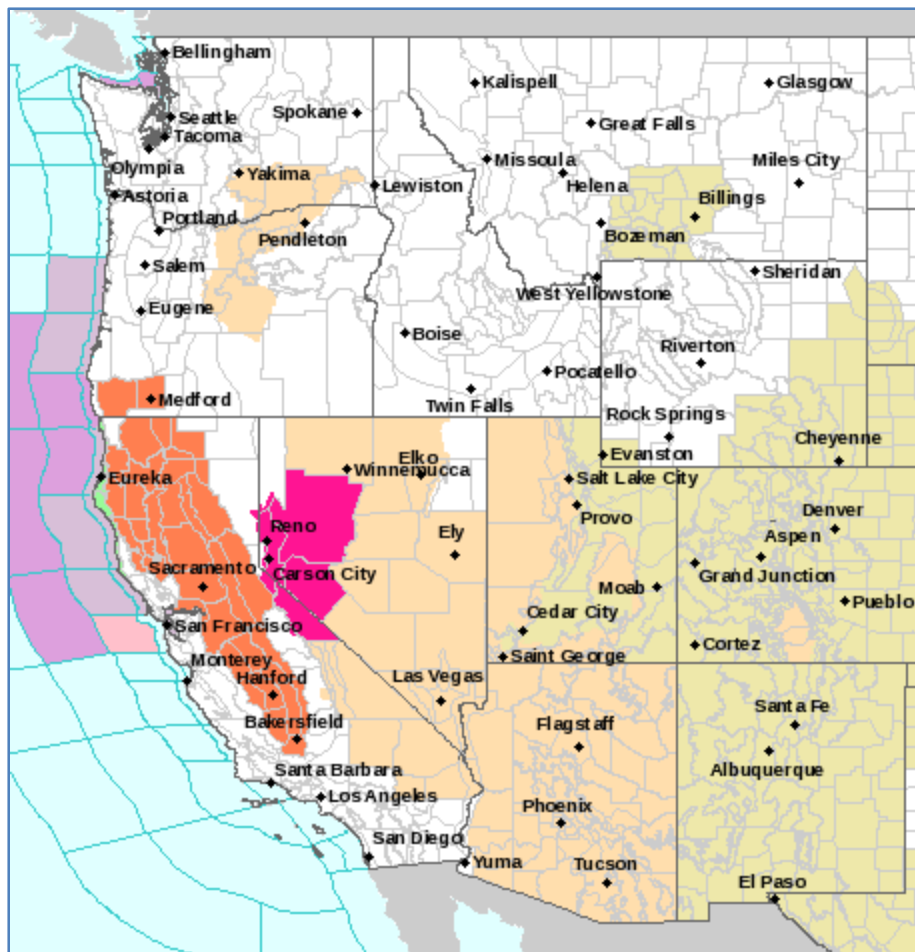 Bellingham
Kalispell
Glasgow
Seattle
Spokane
Great Falls
Tacoma
Olympia
Missoula
Miles City
Yakima
Helena
Lewiston
Astoria
Billings
Portland
Pendleton
Bozeman
Salem
Sheridan
West Yellowstone
Eugene
Boise
Riverton
Pocatello
Medford
Twin Falls
Rock Springs
Cheyenne
Elko
Evanston
Winnemucca
Eureka
Salt Lake City
Provo
Denver
Reno
Ely
Aspen
Sacramento
Carson City
Grand Junction
Moab
Pueblo
Cedar City
San Francisco
Cortez
Saint George
Monterey
Hanford
Las Vegas
Santa Fe
Bakersfield
Flagstaff
Albuquerque
Santa Barbara
Los Angeles
Phoenix
San Diego
Yuma
Tucson
El Paso